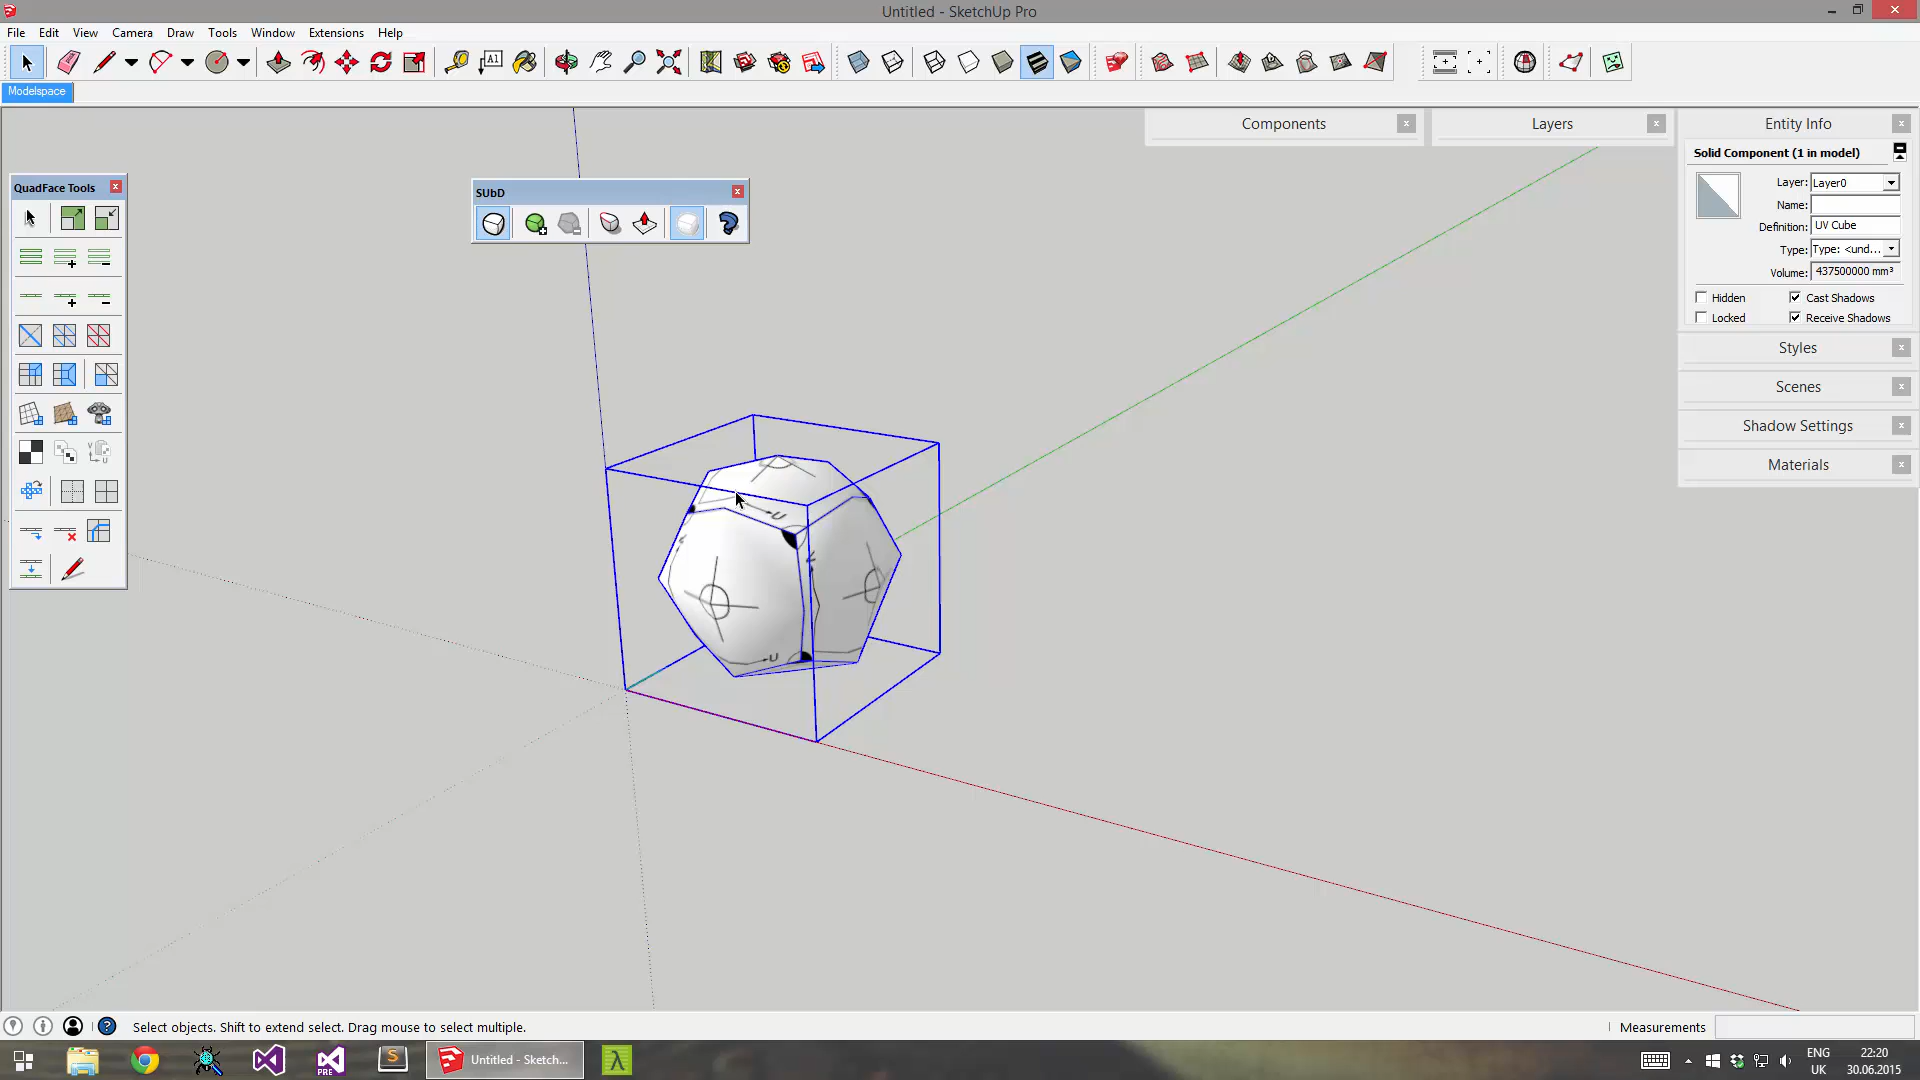 Untitled - SketchUp Pro
File Edit View Camera Draw Tools Window Extensions Help
Modelspace
QuadFace Tools
SUbD
Components
Layers
Entity Info
Solid Component (1 in model)
Layer: Layer0
Name:
Definition: UV Cube
Type: Type: <und...
Volume: 437500000 mm³
Hidden
Cast Shadows
Locked
Receive Shadows
Styles
Scenes
Shadow Settings
Materials
U
U
Select objects. Shift to extend select. Drag mouse to select multiple.
Measurements
PRE
Untitled - Sketch...
ENG
UK
22:20
30.06.2015